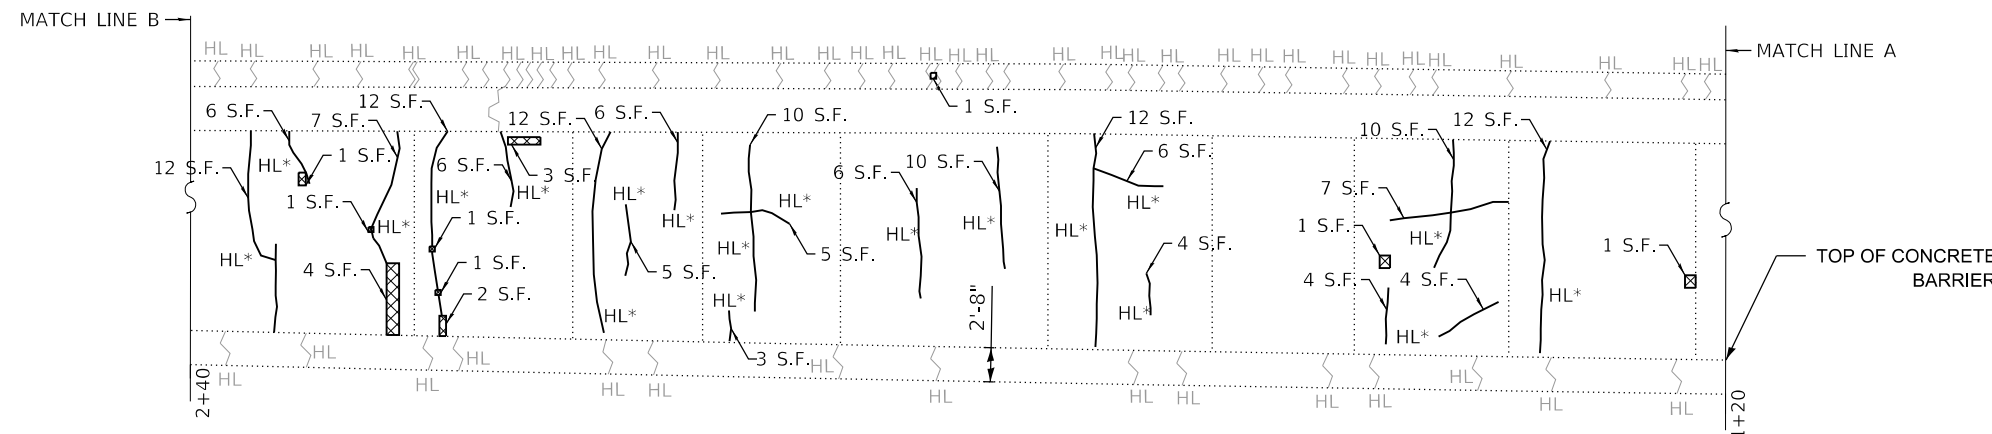 MATCH LINE B
MATCH LINE A
HL HL HL HL HL HL HL HL HL HL HL HL HL HL HL HL HL HL HL HL HL HL HL HL HL HL HL HL HL HL HL HL HL HL HL
1 S.F.
6 S.F.
7 S.F.
12 S.F.
12 S.F.
6 S.F.
10 S.F.
12 S.F.
10 S.F.
12 S.F.
12 S.F.
HL*
1 S.F.
6 S.F.
3 S.F.
HL*
HL*
HL*
6 S.F.
10 S.F.
6 S.F.
HL*
7 S.F.
1 S.F.
HL*
1 S.F.
HL*
HL*
HL*
5 S.F.
HL*
HL*
HL*
4 S.F.
1 S.F.
HL*
1 S.F.
HL*
4 S.F.
1 S.F.
2 S.F.
5 S.F.
4 S.F.
4 S.F.
TOP OF CONCRETE
BARRIER
HL*
HL*
3 S.F.
2'-8"
HL*
HL*
HL*
HL HL HL HL
HL HL HL HL HL HL HL HL HL HL HL HL
2+40
1+20